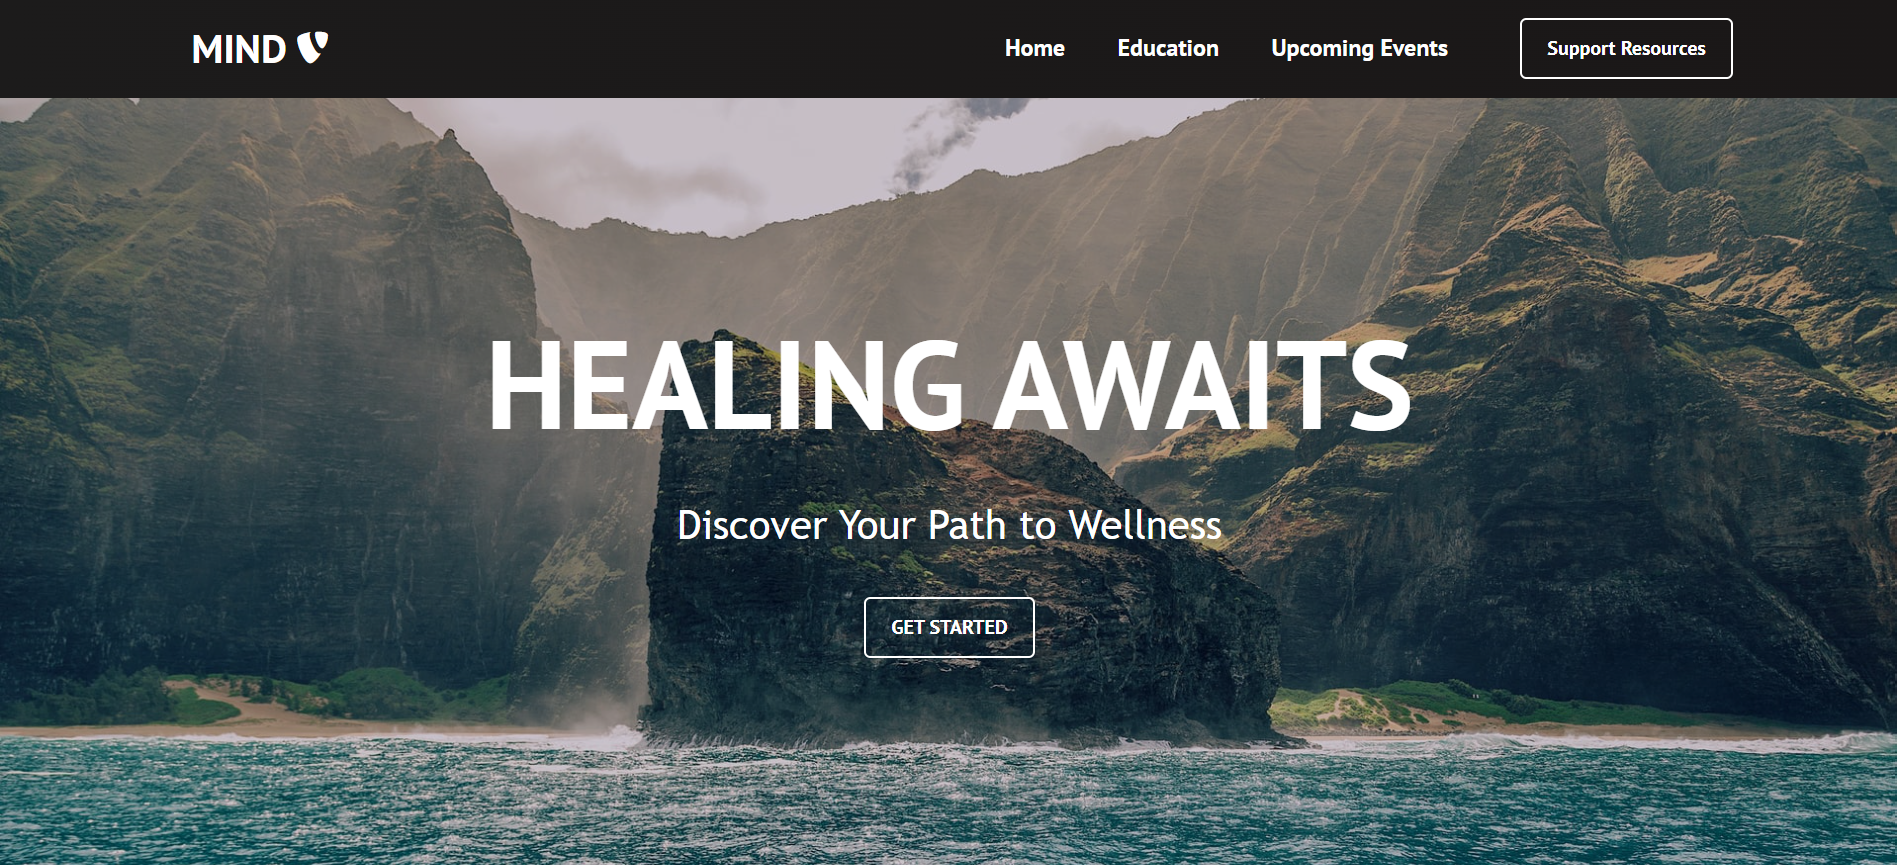 MIND
Home
Education
Upcoming Events
Support Resources
HEALING AWAITS
Discover Your Path to Wellness
GET STARTED